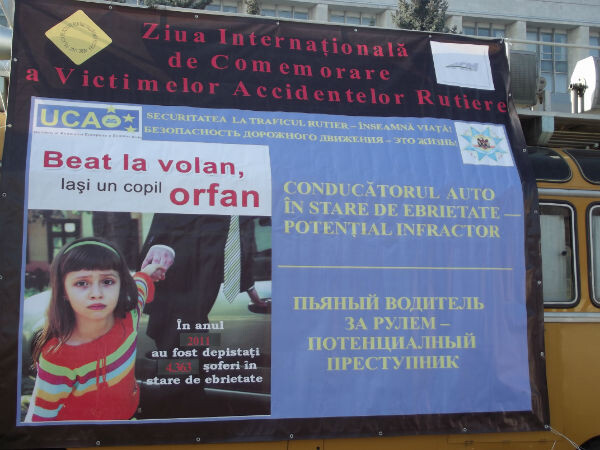 Ziua Internațională
de Comemorare
a Victimelor Accidentelor Rutiere
UCAÐ
SECURITATEA LA TRAFICUL RUTIER – ÎNSEAMNĂ VIAȚĂ!
БЕЗОПАСНОСТЬ ДОРОЖНОГО ДВИЖЕНИЯ – ЭТО ЖИЗНЬ!
Beat la volan,
lași un copil orfan
În anul
2011
au fost depistați
4.363 șoferi în
stare de ebrietate
CONDUCĂTORUL AUTO
ÎN STARE DE EBRIETATE –
POTENȚIAL INFRACTOR
ПЬЯНЫЙ ВОДИТЕЛЬ
ЗА РУЛЕМ –
ПОТЕНЦИАЛНЫЙ
ПРЕСТУПНИК